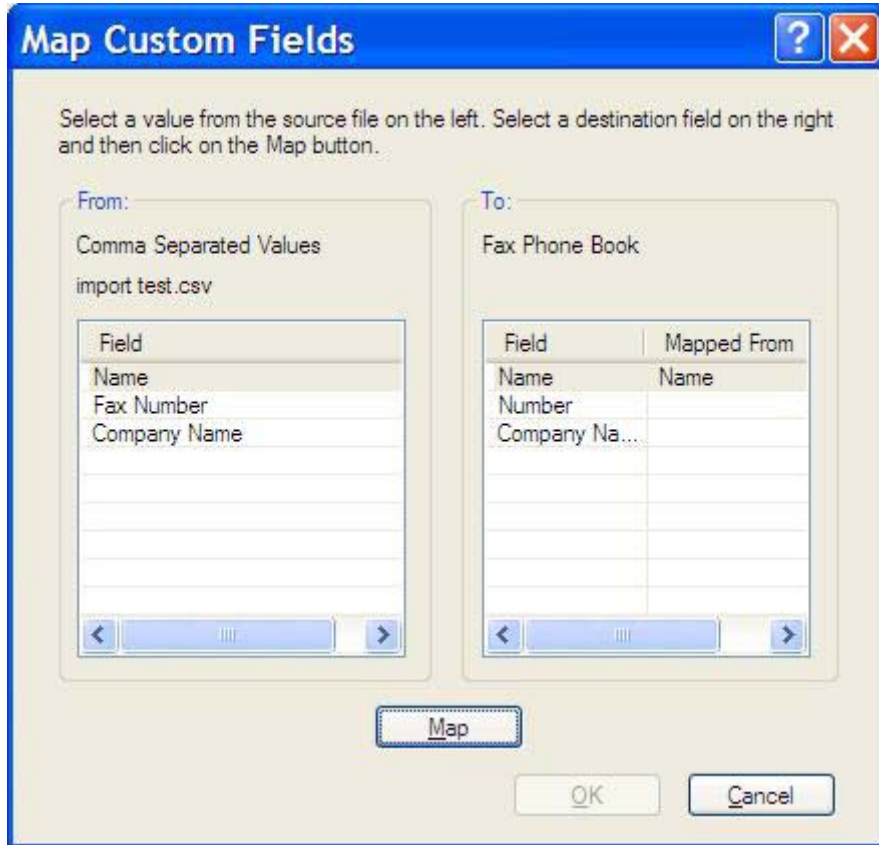 Map Custom Fields
Select a value from the source file on the left. Select a destination field on the right
and then click on the Map button.
From:
Comma Separated Values
import test.csv
Field
Name
Fax Number
Company Name
To:
Fax Phone Book
Field Mapped From
Name Name
Number
Company Na...
Map
OK Cancel